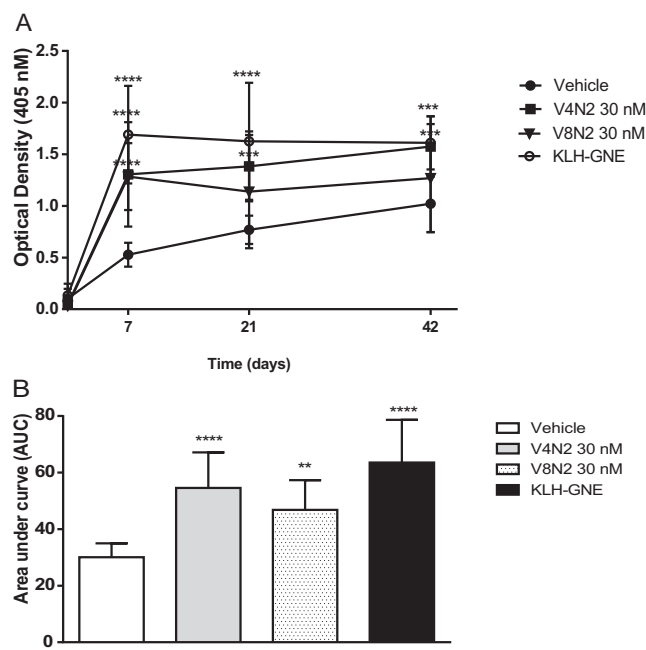 A
Optical Density (405 nM)
2.5
2.0
1.5
1.0
0.5
0.0
****
****
****
****
***
***
***
7
21
42
Time (days)
Vehicle
V4N2 30 nM
V8N2 30 nM
KLH-GNE
B
Area under curve (AUC)
80
60
40
20
0
****
**
****
Vehicle
V4N2 30 nM
V8N2 30 nM
KLH-GNE